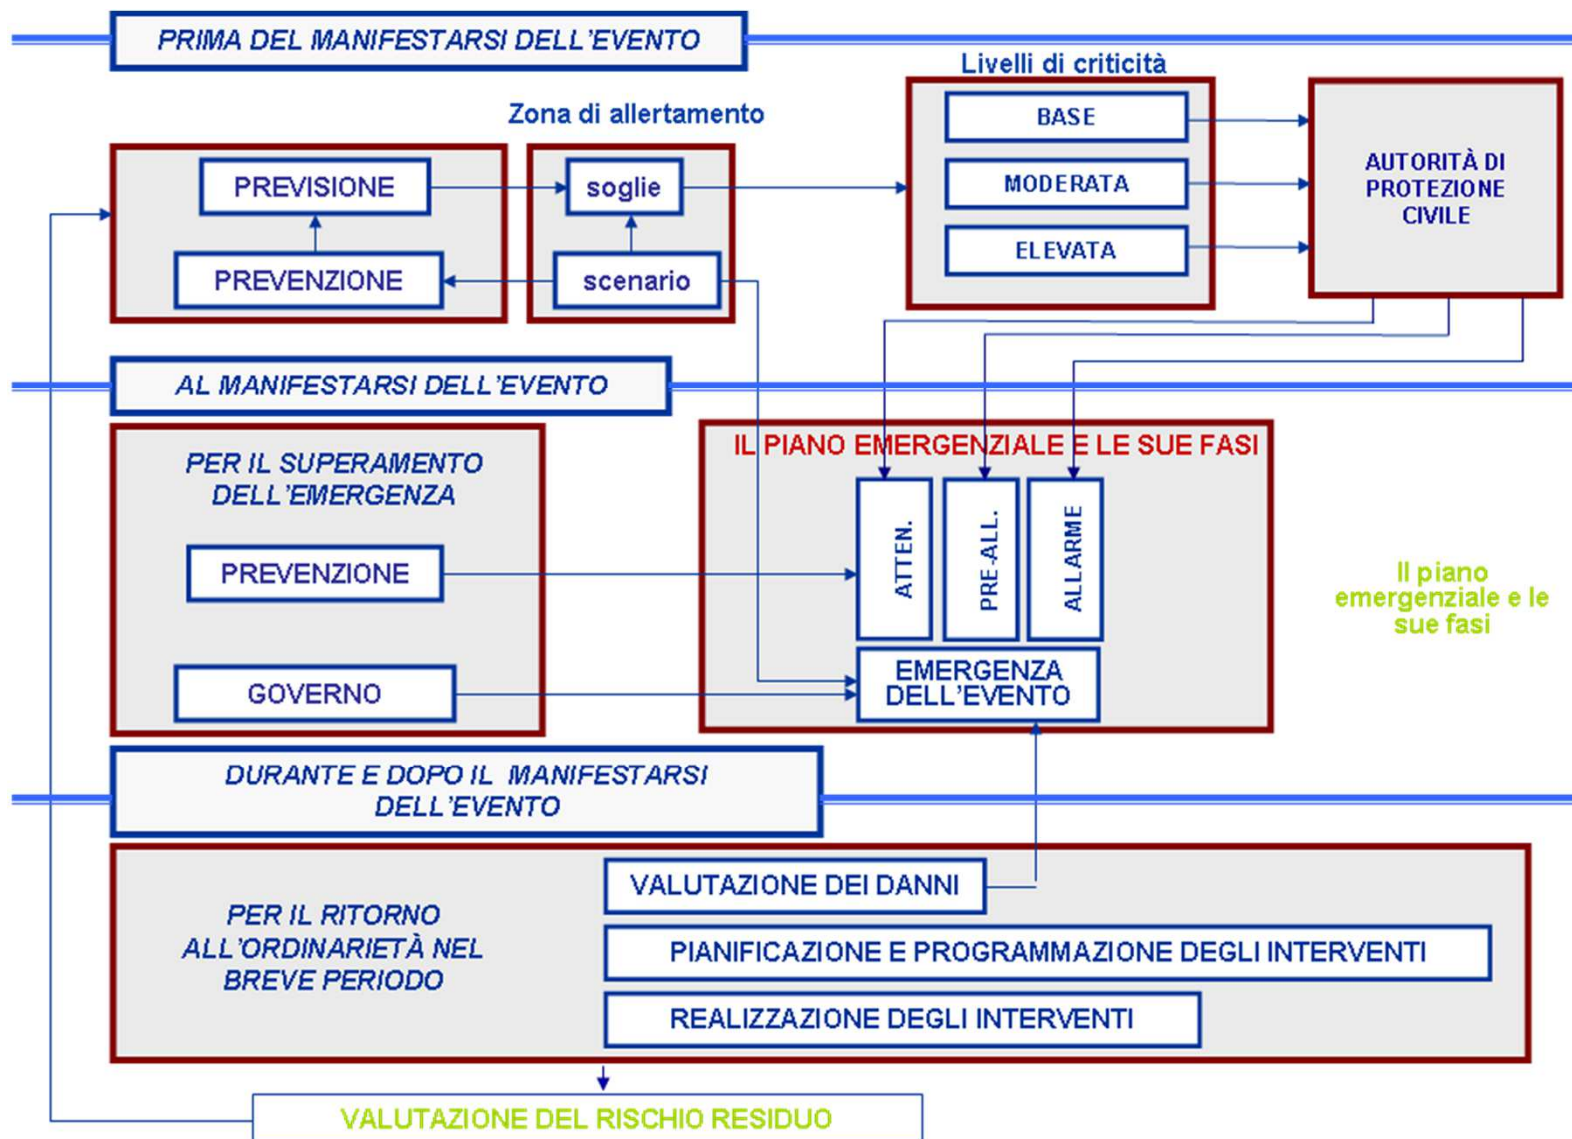 PRIMA DEL MANIFESTARSI DELL'EVENTO
Livelli di criticità
Zona di allertamento
BASE
MODERATA
ELEVATA
AUTORITÀ DI
PROTEZIONE
CIVILE
PREVISIONE
soglie
PREVENZIONE
scenario
AL MANIFESTARSI DELL'EVENTO
PER IL SUPERAMENTO
DELL'EMERGENZA
PREVENZIONE
GOVERNO
IL PIANO EMERGENZIALE E LE SUE FASI
ATTEN.
PRE-ALL.
ALLARME
EMERGENZA
DELL'EVENTO
Il piano
emergenziale e le
sue fasi
DURANTE E DOPO IL MANIFESTARSI
DELL'EVENTO
PER IL RITORNO
ALL'ORDINARIETÀ NEL
BREVE PERIODO
VALUTAZIONE DEI DANNI
PIANIFICAZIONE E PROGRAMMAZIONE DEGLI INTERVENTI
REALIZZAZIONE DEGLI INTERVENTI
VALUTAZIONE DEL RISCHIO RESIDUO